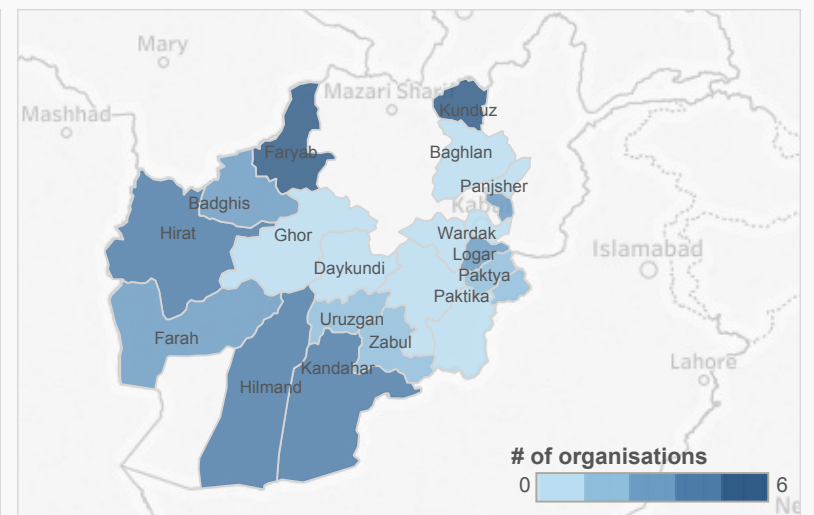 Mary
Mazari Sharif
Mashhad
Kunduz
Faryab
Baghlan
Panjsher
Badghis
Hirat
Ghor
Wardak
Islamabad
Logar
Daykundi
Paktya
Paktika
Uruzgan
Farah
Zabul
Lahore
Kandahar
Hilmand
# of organisations
0
6